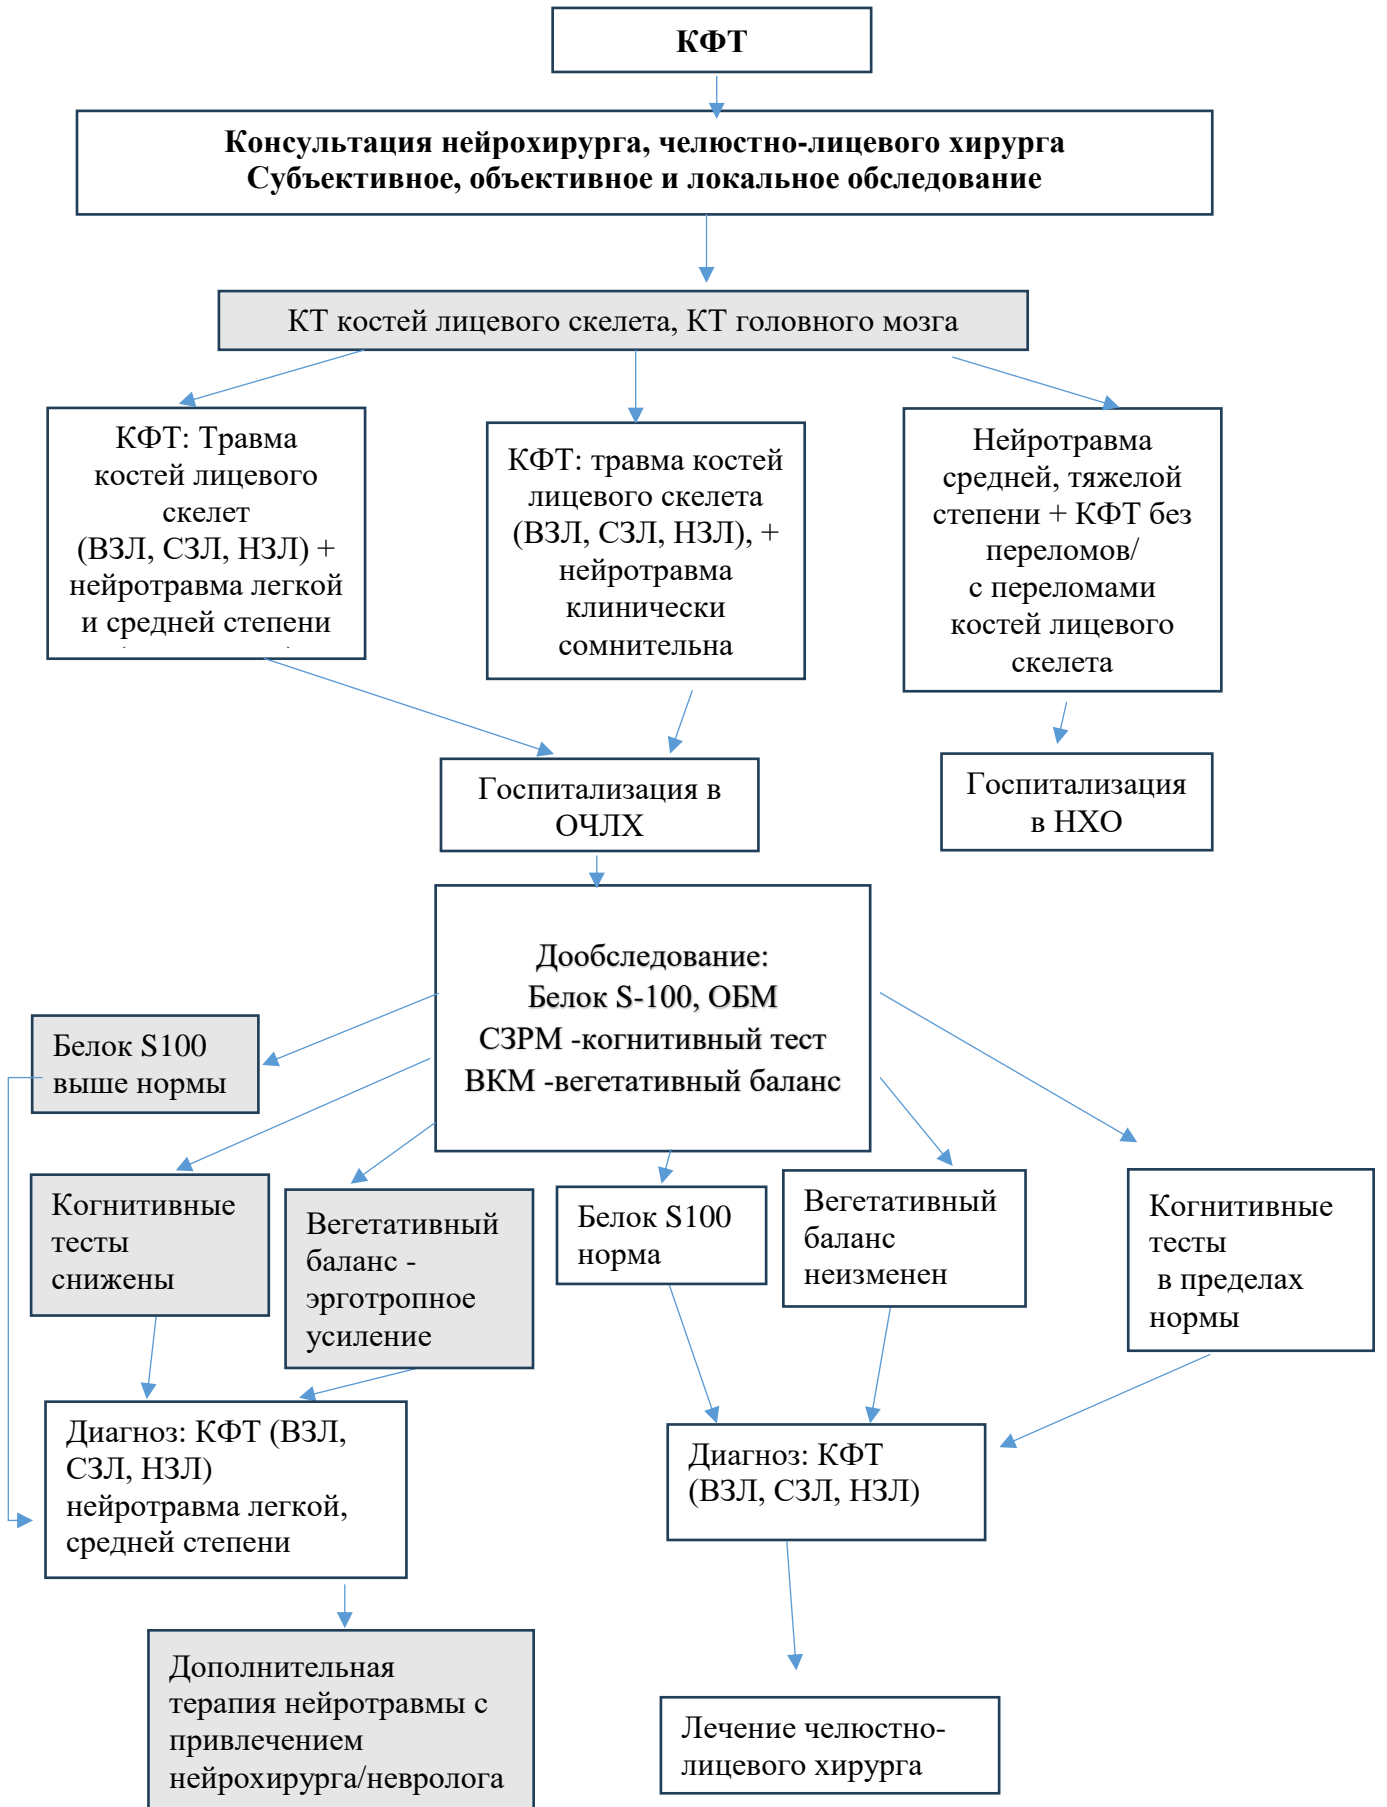 КФТ
Консультация нейрохирурга, челюстно-лицевого хирурга
Субъективное, объективное и локальное обследование
КТ костей лицевого скелета, КТ головного мозга
КФТ: Травма
костей лицевого
скелет
(ВЗЛ, СЗЛ, НЗЛ) +
нейротравма легкой
и средней степени
КФТ: травма костей
лицевого скелета
(ВЗЛ, СЗЛ, НЗЛ), +
нейротравма
клинически
сомнительна
Нейротравма
средней, тяжелой
степени + КФТ без
переломов/
с переломами
костей лицевого
скелета
Госпитализация в
ОЧЛХ
Госпитализация
в НХО
Дообследование:
Белок S-100, ОБМ
СЗРМ -когнитивный тест
ВКМ -вегетативный баланс
Белок S100
выше нормы
Когнитивные
тесты
снижены
Вегетативный
баланс -
эрготропное
усиление
Белок S100
норма
Вегетативный
баланс
неизменен
Когнитивные
тесты
в пределах
нормы
Диагноз: КФТ (ВЗЛ,
СЗЛ, НЗЛ)
нейротравма легкой,
средней степени
Диагноз: КФТ
(ВЗЛ, СЗЛ, НЗЛ)
Дополнительная
терапия нейротравмы с
привлечением
нейрохирурга/невролога
Лечение челюстно-
лицевого хирурга